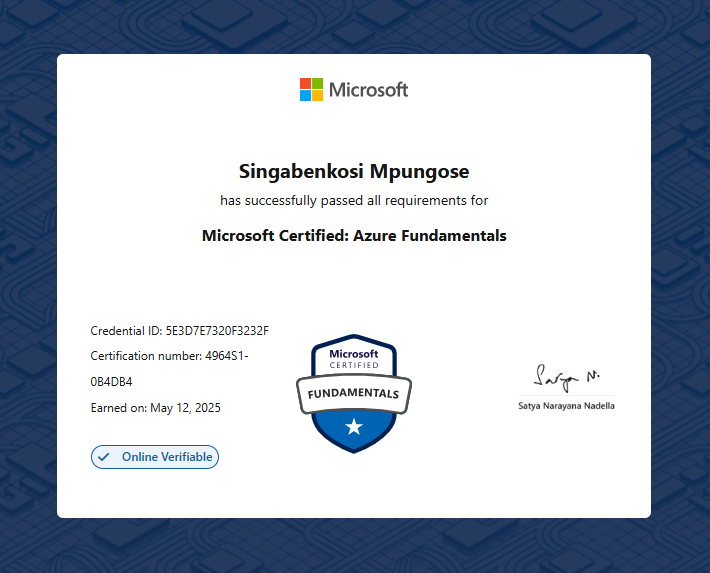 Microsoft
Singabenkosi Mpungose
has successfully passed all requirements for
Microsoft Certified: Azure Fundamentals
Credential ID: 5E3D7E7320F3232F
Certification number: 4964S1-
0B4DB4
Earned on: May 12, 2025
Online Verifiable
Microsoft
CERTIFIED
FUNDAMENTALS
Satya N.
Satya Narayana Nadella